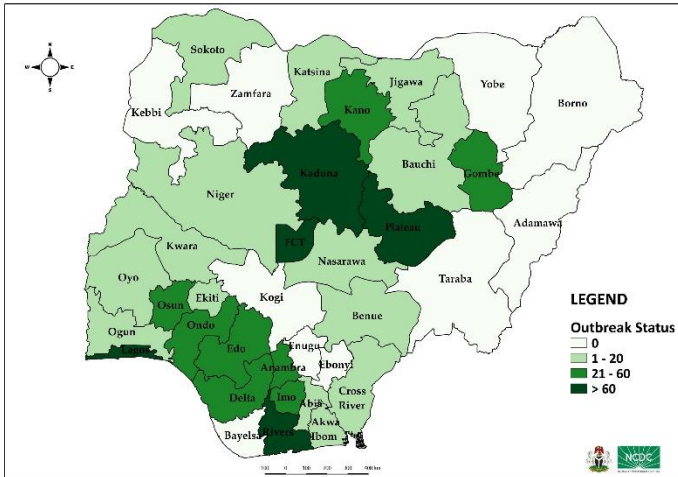 Sokoto
Katsina
Jigawa
Yobe
Borno
Zamfara
Kebbi
Kano
Bauchi
Gombe
Kaduna
Niger
Plateau
Adamawa
FCT
Kwara
Nasarawa
Taraba
Oyo
Kogi
Benue
Osun
Ekiti
Ogun
Ondo
Edo
Enugu
Ebonyi
Lagos
Anambra
Cross
River
Delta
Imo
Abia
Akwa
Ibom
Rivers
Bayelsa
N
W
E
S
LEGEND
Outbreak Status
0
1 - 20
21 - 60
> 60
NCDC